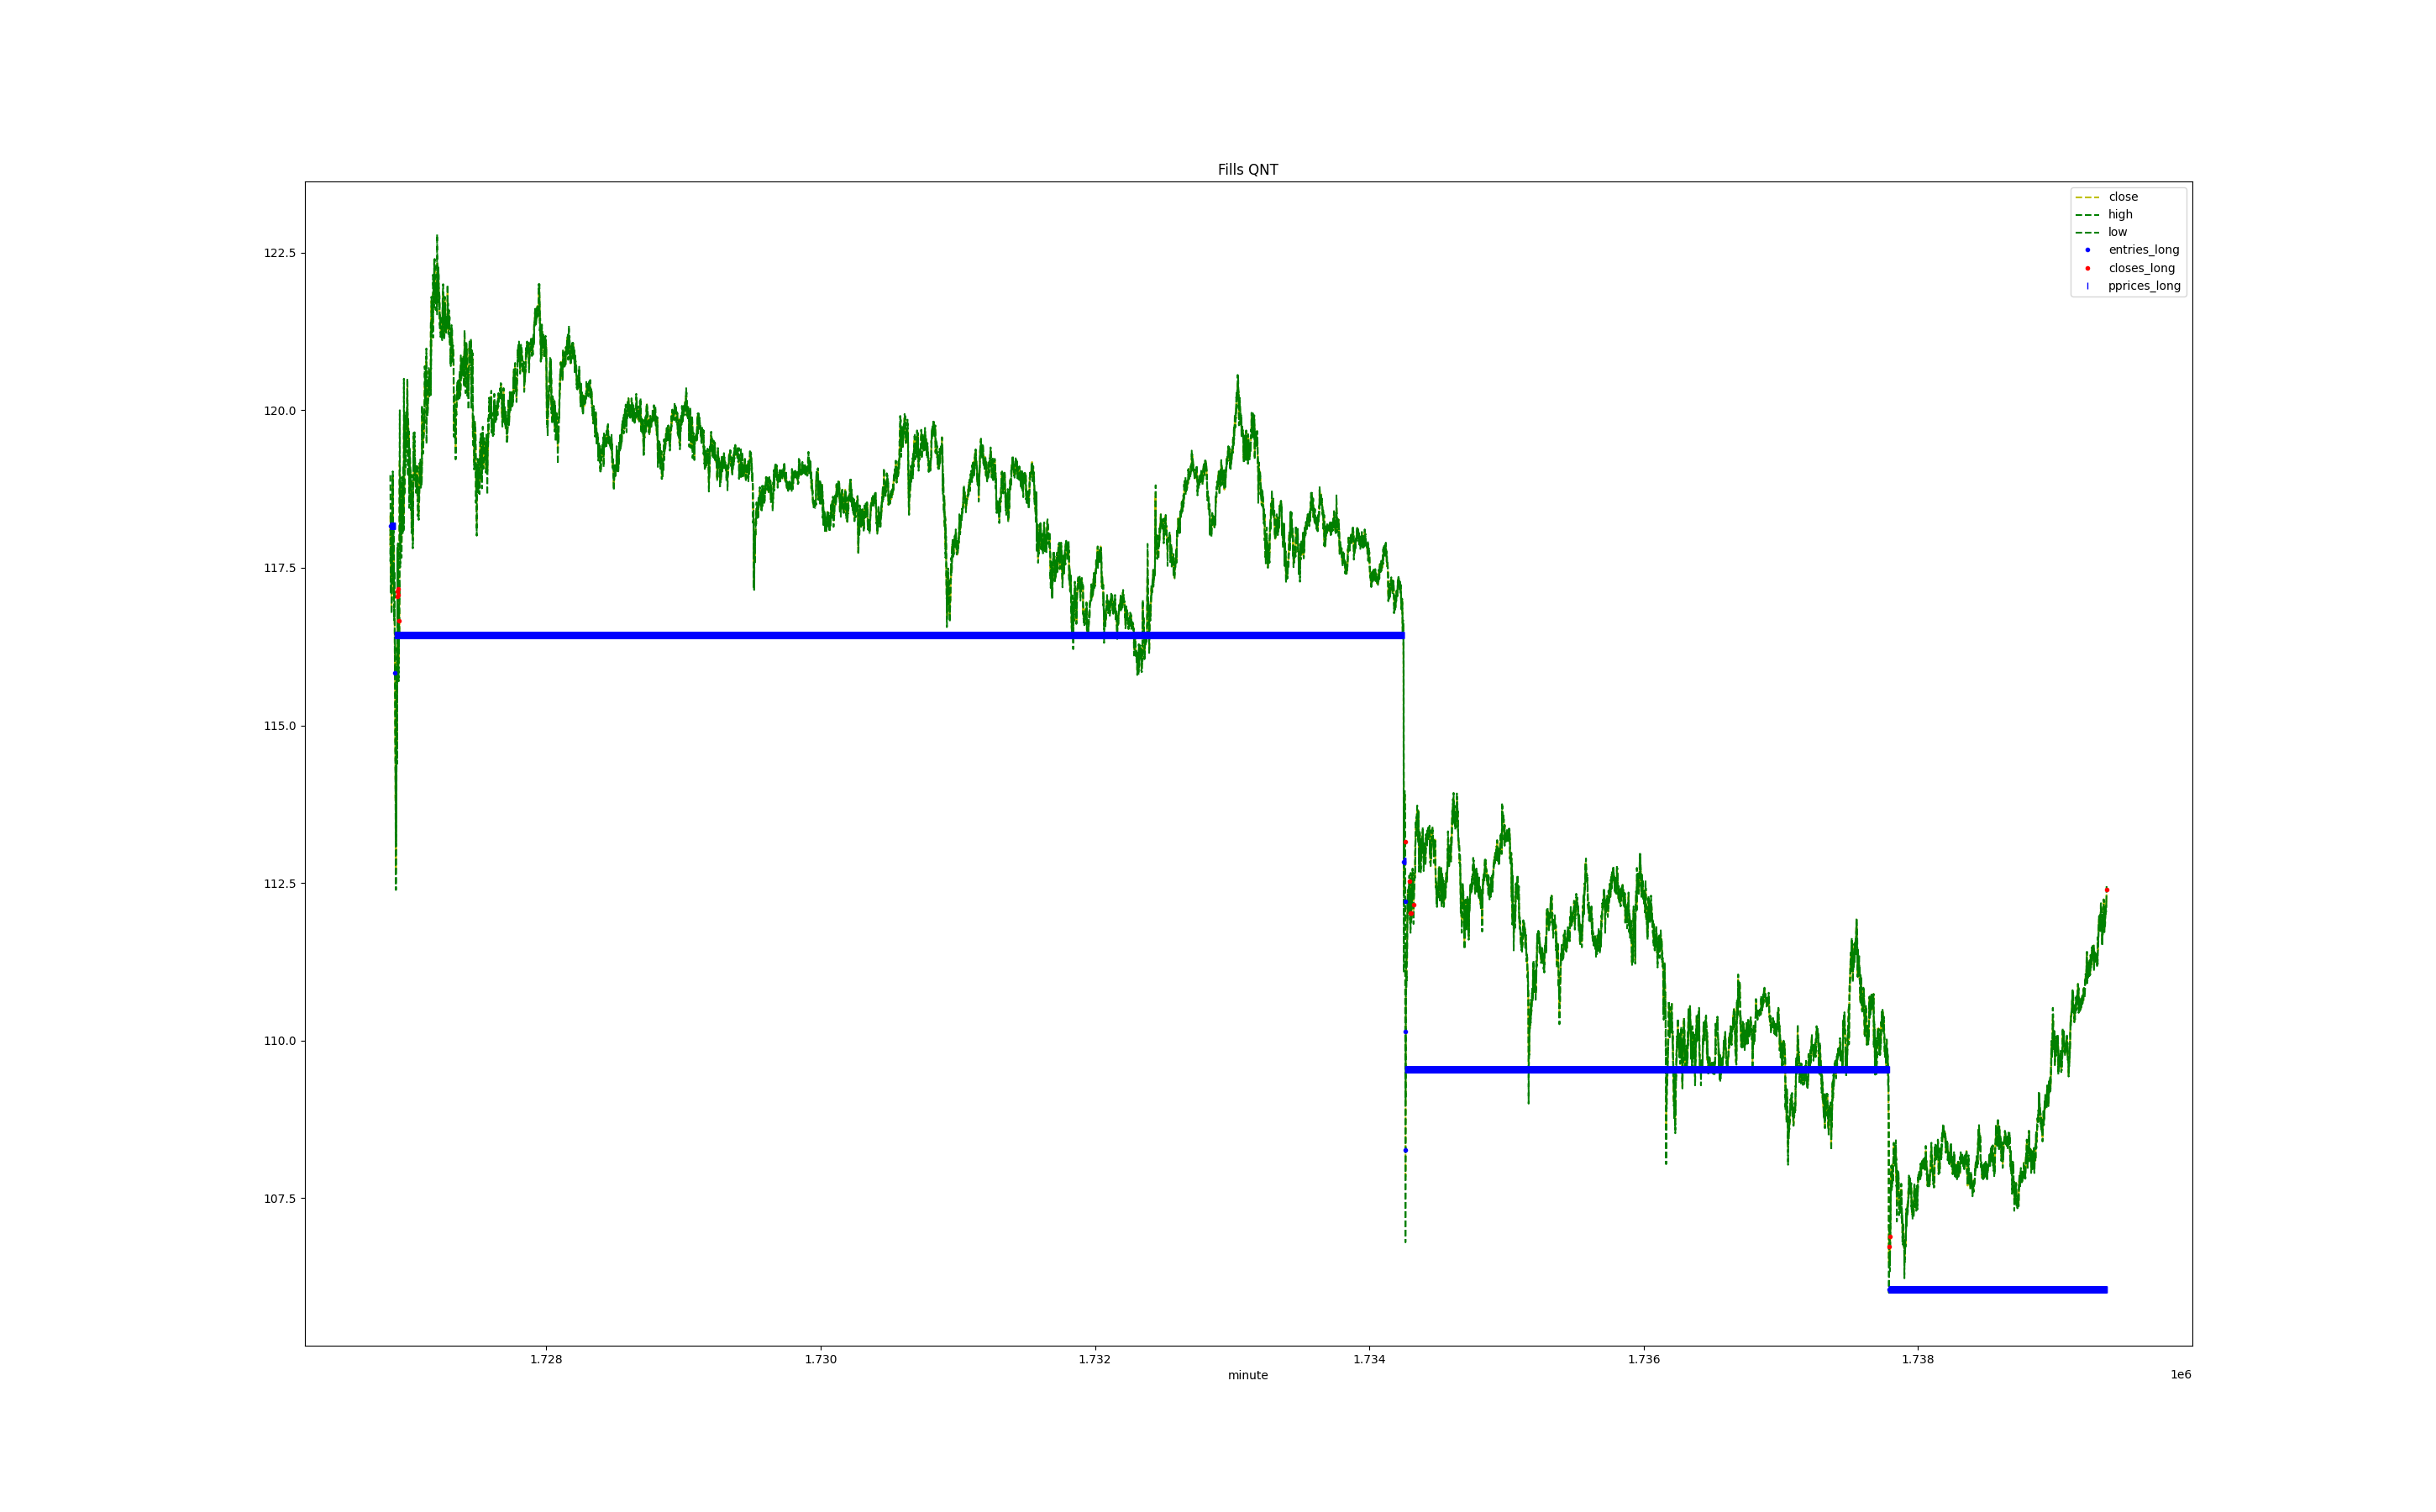 Fills QNT
close
high
low
entries_long
closes_long
pprices_long
122.5
120.0
117.5
115.0
112.5
110.0
107.5
1.728 1.730 1.732 1.734 1.736 1.738
minute
1e6